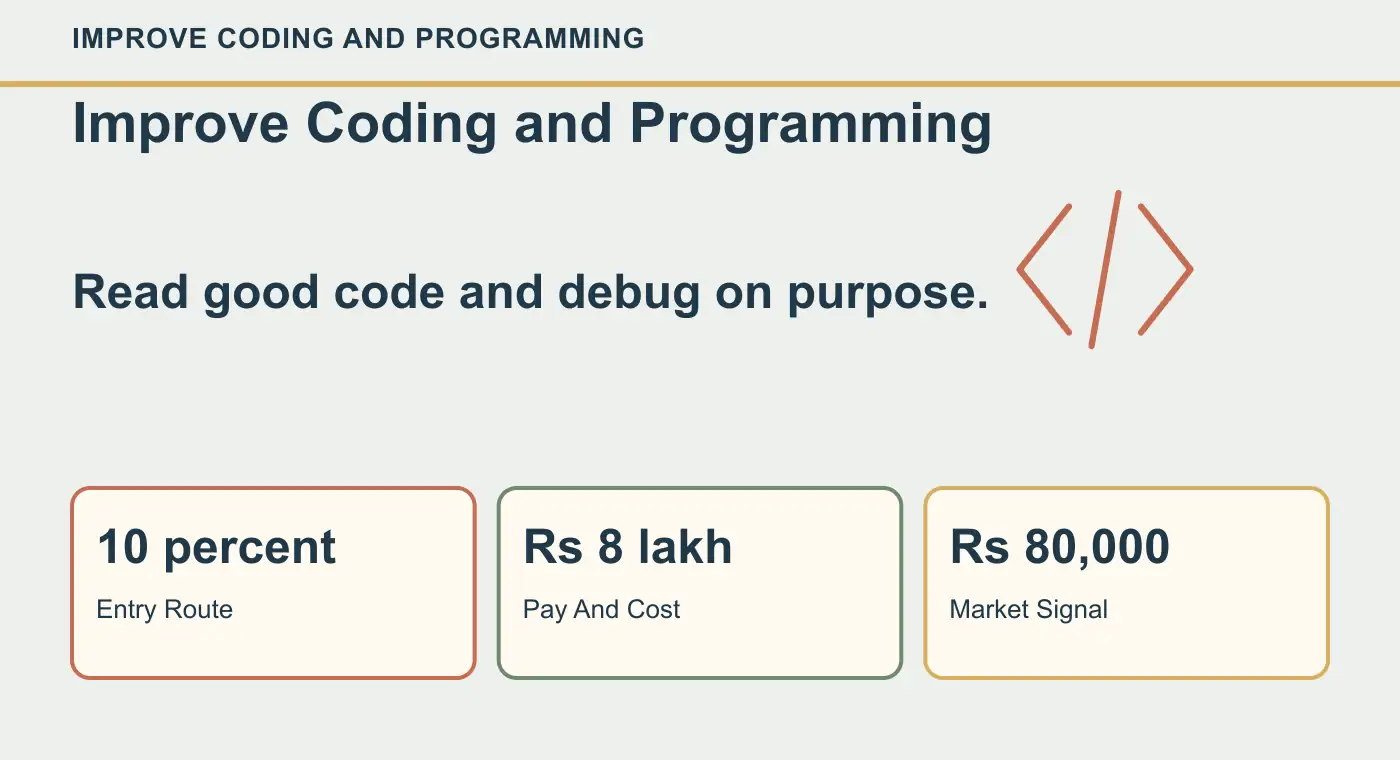 IMPROVE CODING AND PROGRAMMING
Improve Coding and Programming
Read good code and debug on purpose.
10 percent
Entry Route
Rs 8 lakh
Pay And Cost
Rs 80,000
Market Signal